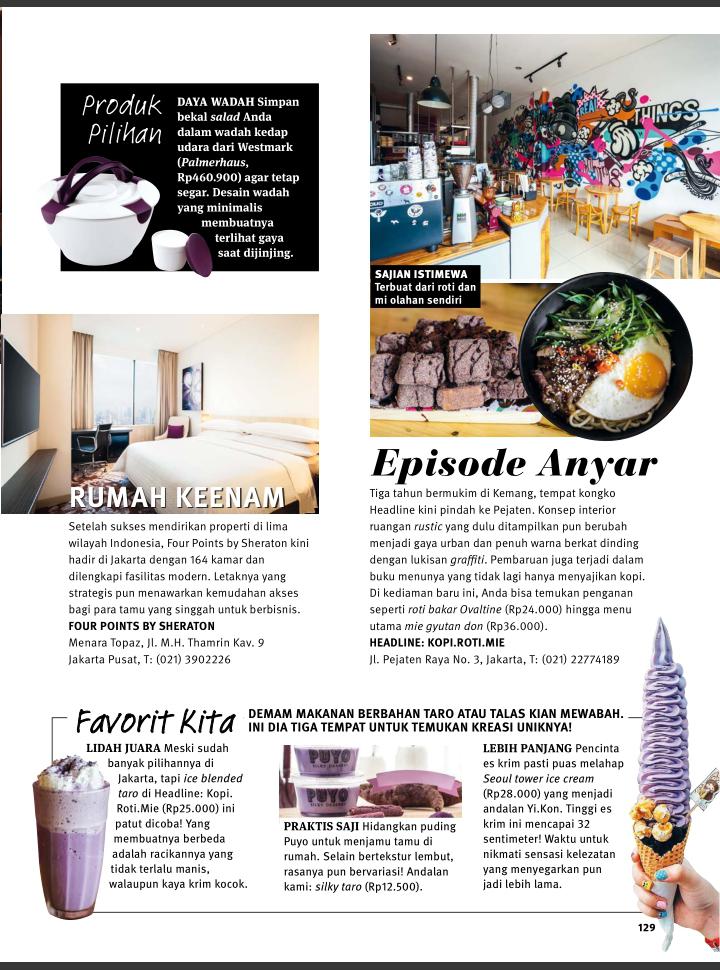 Produk
Pilihan
DAYA WADAH Simpan
bekal salad Anda
dalam wadah kedap
udara dari Westmark
(Palmerhaus,
Rp460.900) agar tetap
segar. Desain wadah
yang minimalis
membuatnya
terlihat gaya
saat dijinjing.
REAL
THINGS
SAJIAN ISTIMEWA
Terbuat dari roti dan
mi olahan sendiri
RUMAH KEENAM
Setelah sukses mendirikan properti di lima
wilayah Indonesia, Four Points by Sheraton kini
hadir di Jakarta dengan 164 kamar dan
dilengkapi fasilitas modern. Letaknya yang
strategis pun menawarkan kemudahan akses
bagi para tamu yang singgah untuk berbisnis.
FOUR POINTS BY SHERATON
Menara Topaz, Jl. M.H. Thamrin Kav. 9
Jakarta Pusat, T: (021) 3902226
Episode Anyar
Tiga tahun bermukim di Kemang, tempat kongko
Headline kini pindah ke Pejaten. Konsep interior
ruangan rustic yang dulu ditampilkan pun berubah
menjadi gaya urban dan penuh warna berkat dinding
dengan lukisan graffiti. Pembaruan juga terjadi dalam
buku menunya yang tidak lagi hanya menyajikan kopi.
Di kediaman baru ini, Anda bisa temukan penganan
seperti roti bakar Ovaltine (Rp24.000) hingga menu
utama mie gyutan don (Rp36.000).
HEADLINE: KOPI.ROTI.MIE
Jl. Pejaten Raya No. 3, Jakarta, T: (021) 22774189
Favorit Kita
DEMAM MAKANAN BERBAHAN TARO ATAU TALAS KIAN MEWABAH.
INI DIA TIGA TEMPAT UNTUK TEMUKAN KREASI UNIKNYA!
LIDAH JUARA Meski sudah
banyak pilihannya di
Jakarta, tapi ice blended
taro di Headline: Kopi.
Roti.Mie (Rp25.000) ini
patut dicoba! Yang
membuatnya berbeda
adalah racikannya yang
tidak terlalu manis,
walaupun kaya krim kocok.
PUYO
SILKY DESSERT
PUYO
SILKY DESSERT
PRAKTIS SAJI Hidangkan puding
Puyo untuk menjamu tamu di
rumah. Selain bertekstur lembut,
rasanya pun bervariasi! Andalan
kami: silky taro (Rp12.500).
LEBIH PANJANG Pencinta
es krim pasti puas melahap
Seoul tower ice cream
(Rp28.000) yang menjadi
andalan Yi.Kon. Tinggi es
krim ini mencapai 32
sentimeter! Waktu untuk
nikmati sensasi kelezatan
yang menyegarkan pun
jadi lebih lama.
129